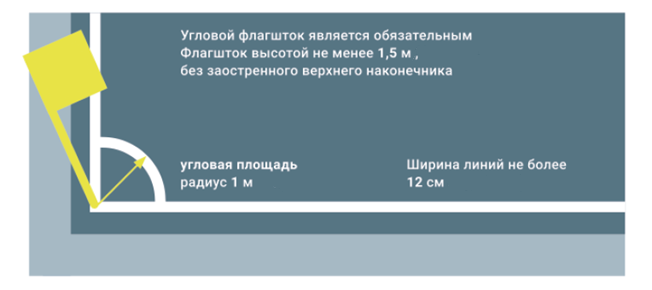 Угловой флагшток является обязательным
Флагшток высотой не менее 1,5 м ,
без заостренного верхнего наконечника
угловая площадь
радиус 1 м
Ширина линий не более
12 см